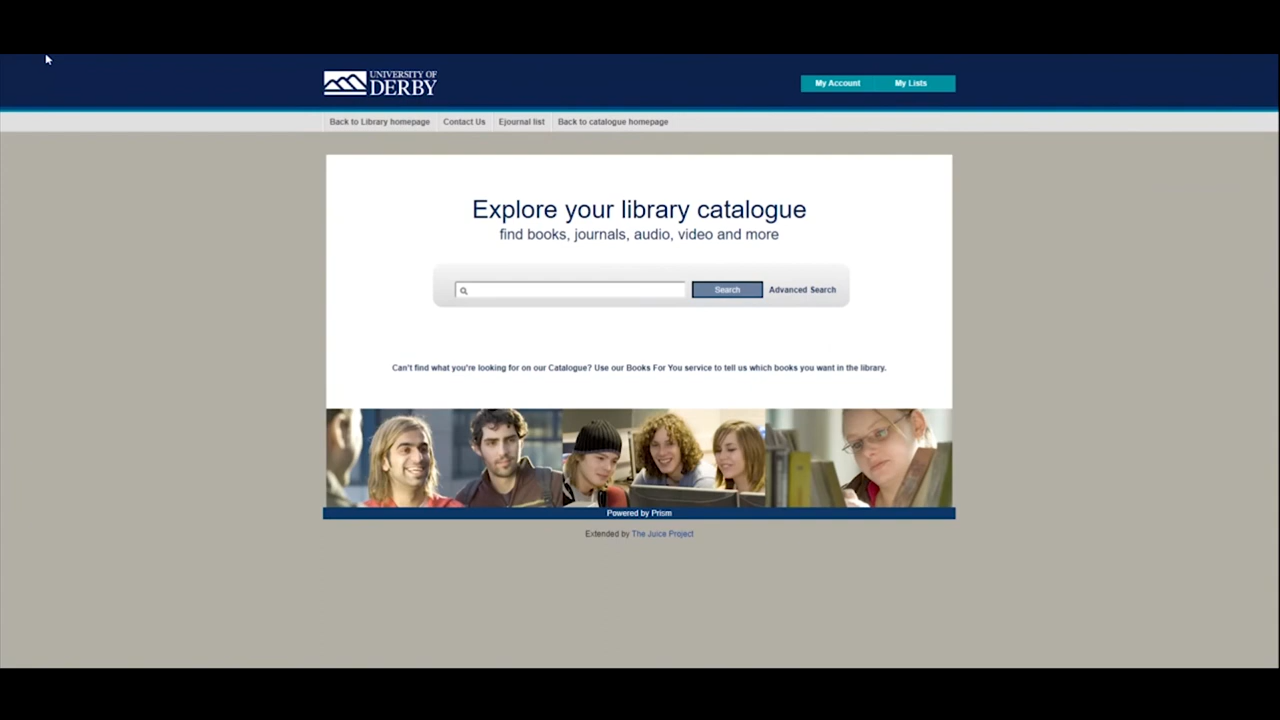 UNIVERSITY OF
DERBY
My Account My Lists
Back to Library homepage Contact Us Ejournal list Back to catalogue homepage
Explore your library catalogue
find books, journals, audio, video and more
Search Advanced Search
Can't find what you're looking for on our Catalogue? Use our Books For You service to tell us which books you want in the library.
Powered by Prism
Extended by The Juice Project